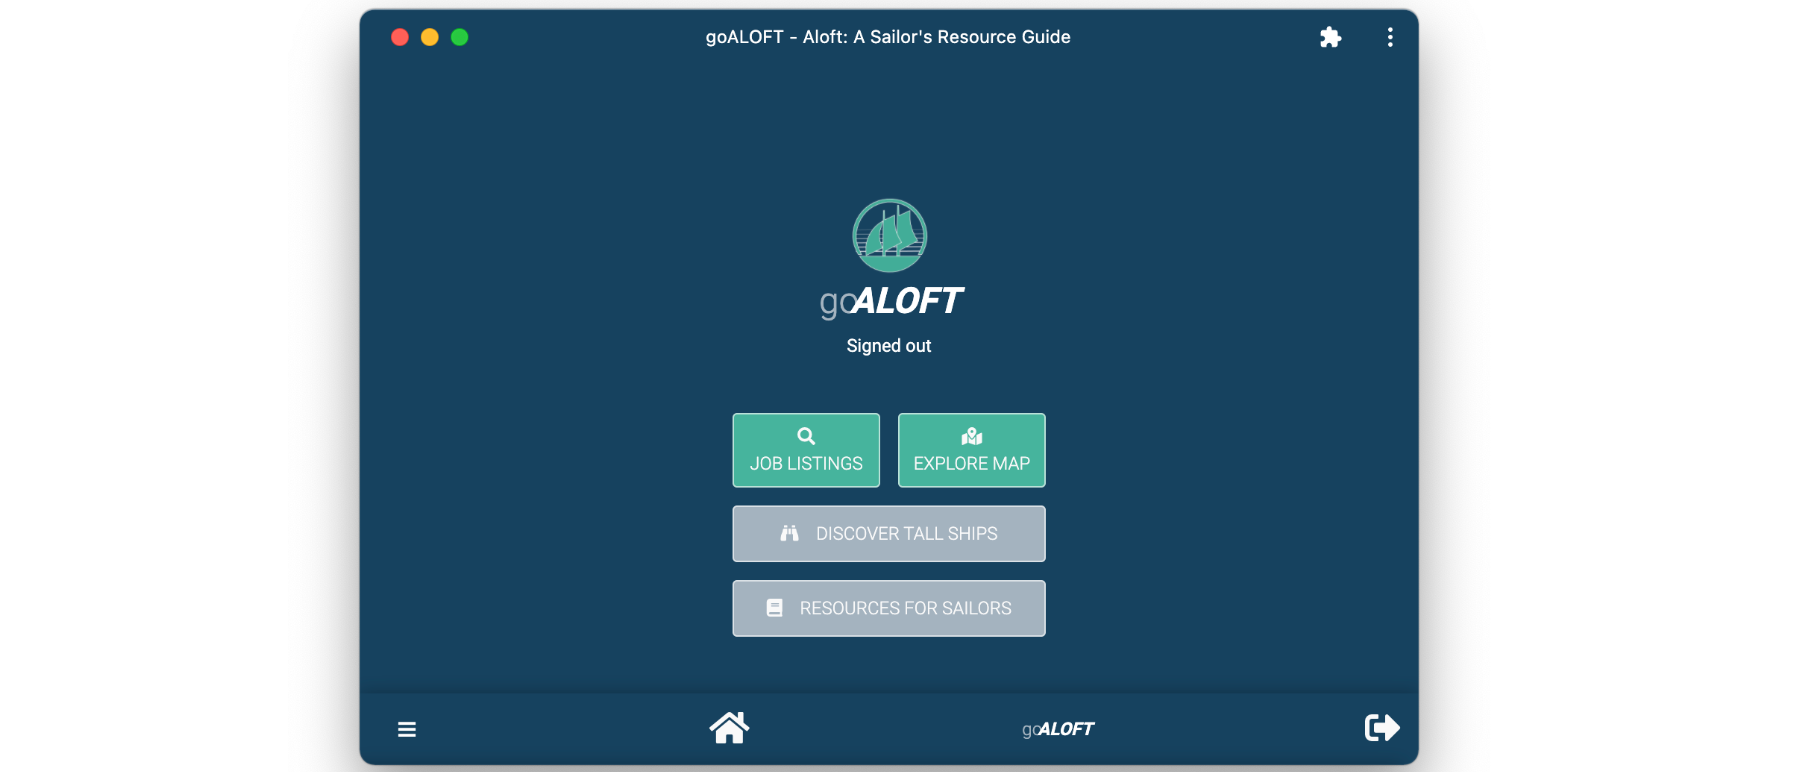 goALOFT - Aloft: A Sailor's Resource Guide
goALOFT
Signed out
JOB LISTINGS
EXPLORE MAP
DISCOVER TALL SHIPS
RESOURCES FOR SAILORS
goALOFT